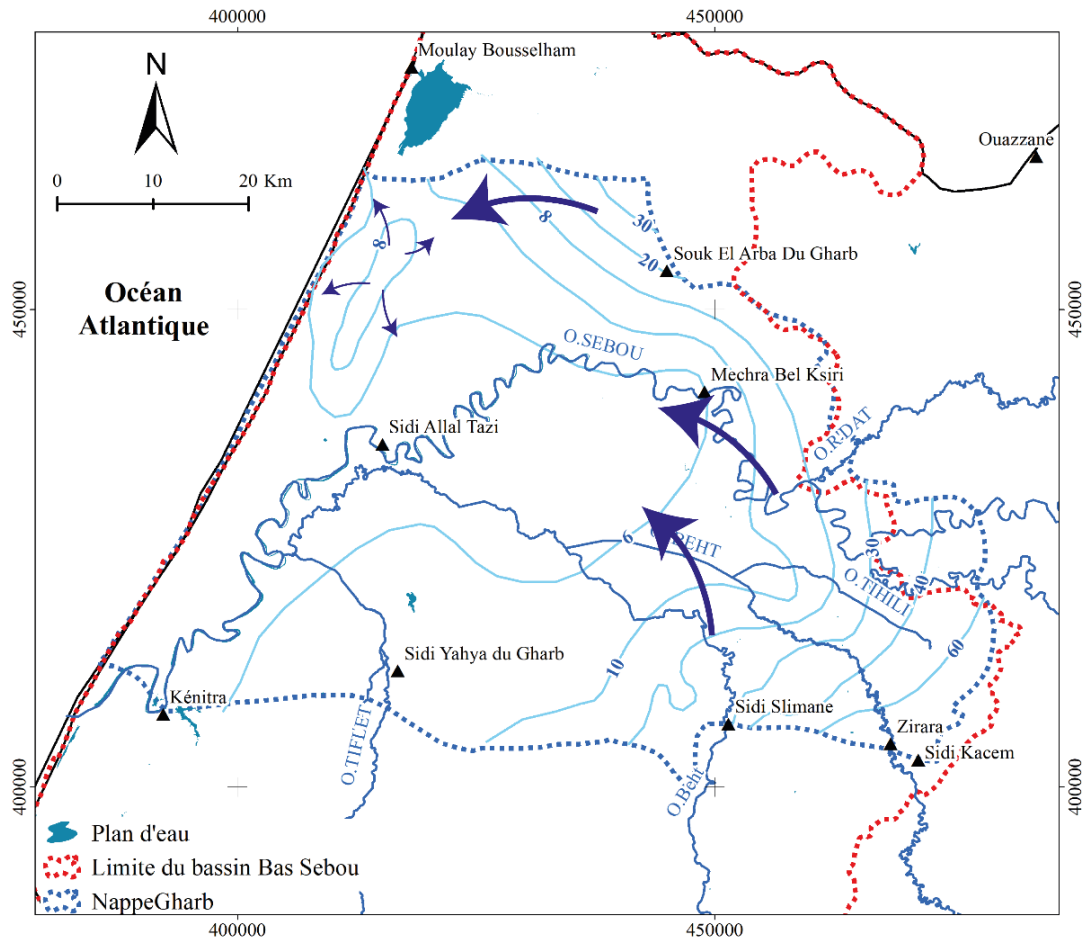 400000
450000
Moulay Bousselham
N
Ouazzane
0
10
20 Km
30
8
8
20
Souk El Arba Du Gharb
Océan
Atlantique
450000
450000
O.SEBOU
Mechra Bel Ksiri
Sidi Allal Tazi
O.R'DAT
6
BEHT
30
40
O.TIHILI
60
10
Sidi Yahya du Gharb
Kénitra
Sidi Slimane
Zirara
Sidi Kacem
O.TIFLET
O.Beht
400000
400000
Plan d'eau
Limite du bassin Bas Sebou
NappeGharb
400000
450000